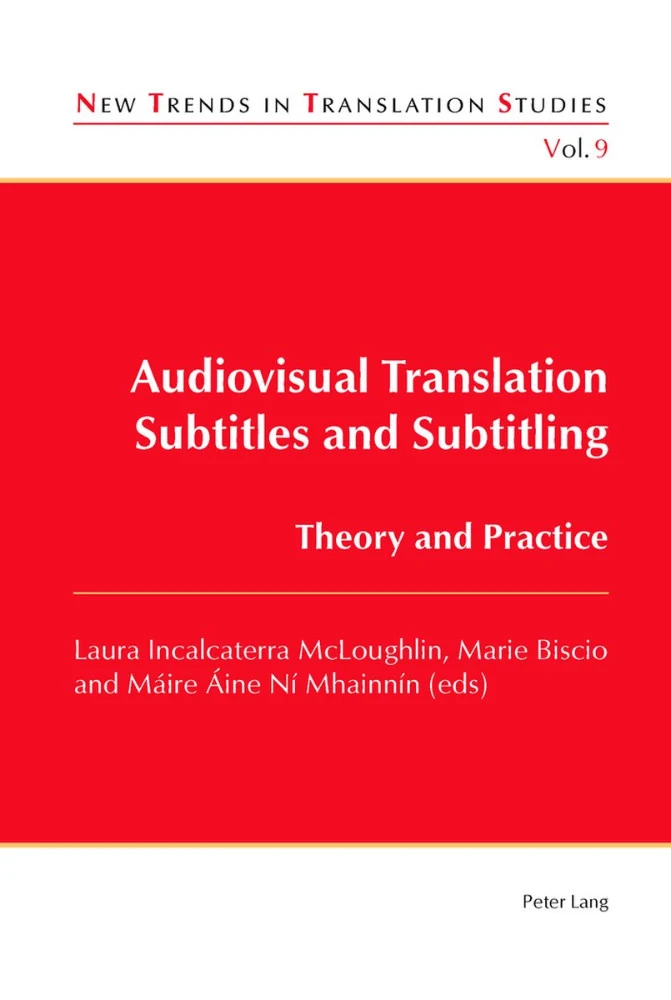 New Trends in Translation Studies
Vol. 9
Audiovisual Translation
Subtitles and Subtitling
Theory and Practice
Laura Incalcaterra McLoughlin, Marie Biscio
and Máire Áine Ní Mhainnín (eds)
Peter Lang